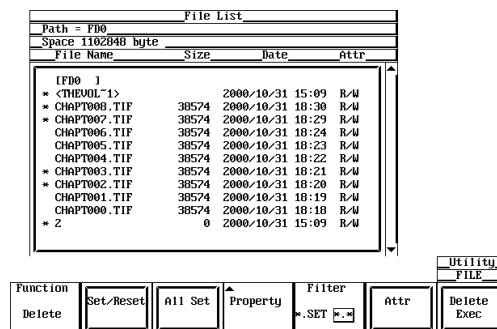 File List
Path = FD0
Space 1102848 byte
File Name Size Date Attr
[FD0 ]
* <THEVOL~1> 2000/10/31 15:09 R/W
* CHAPT008.TIF 38574 2000/10/31 18:30 R/W
* CHAPT007.TIF 38574 2000/10/31 18:29 R/W
CHAPT006.TIF 38574 2000/10/31 18:24 R/W
CHAPT005.TIF 38574 2000/10/31 18:23 R/W
CHAPT004.TIF 38574 2000/10/31 18:22 R/W
* CHAPT003.TIF 38574 2000/10/31 18:21 R/W
* CHAPT002.TIF 38574 2000/10/31 18:20 R/W
CHAPT001.TIF 38574 2000/10/31 18:19 R/W
CHAPT000.TIF 38574 2000/10/31 18:18 R/W
* 2 0 2000/10/31 15:09 R/W
Utility
FILE
Function
Delete
Set/Reset
All Set
Property
Filter
*.SET *.*
Attr
Delete
Exec